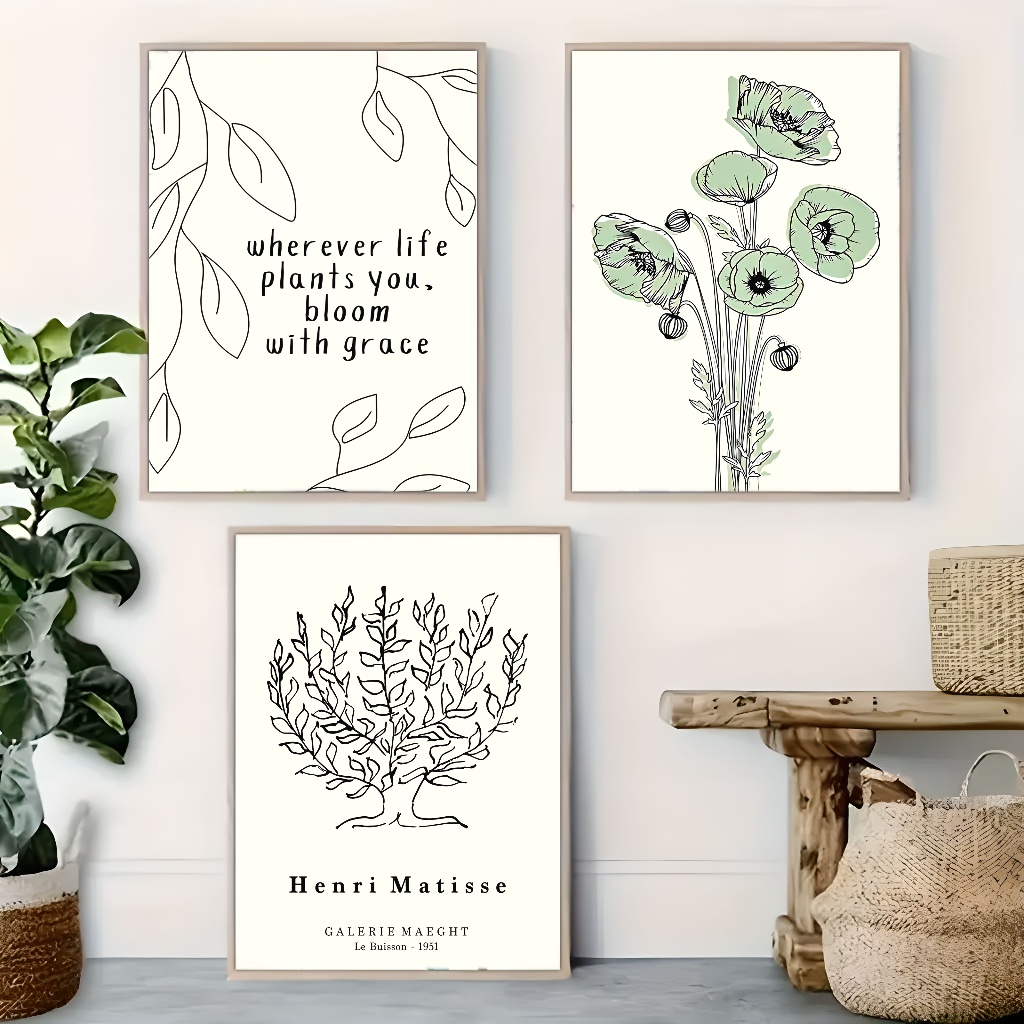 wherever life
plants you,
bloom
with grace
Henri Matisse
GALERIE MAEGHT
Le Buisson - 1951